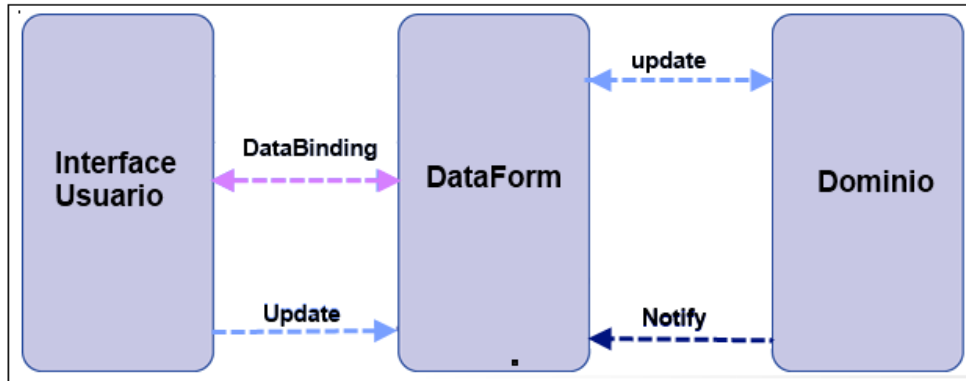 Interface
Usuario
DataBinding
Update
DataForm
update
Notify
Dominio